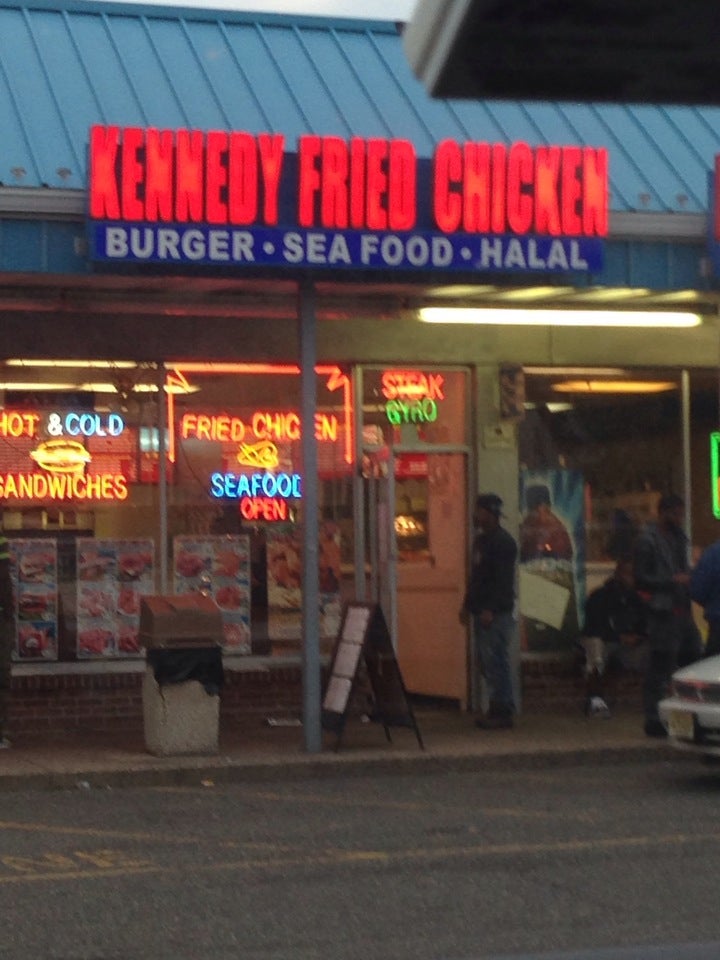 KENNEDY FRIED CHICKEN
BURGER • SEA FOOD • HALAL
STEAK
GYRO
HOT & COLD
SANDWICHES
FRIED CHICKEN
SEAFOOD
OPEN